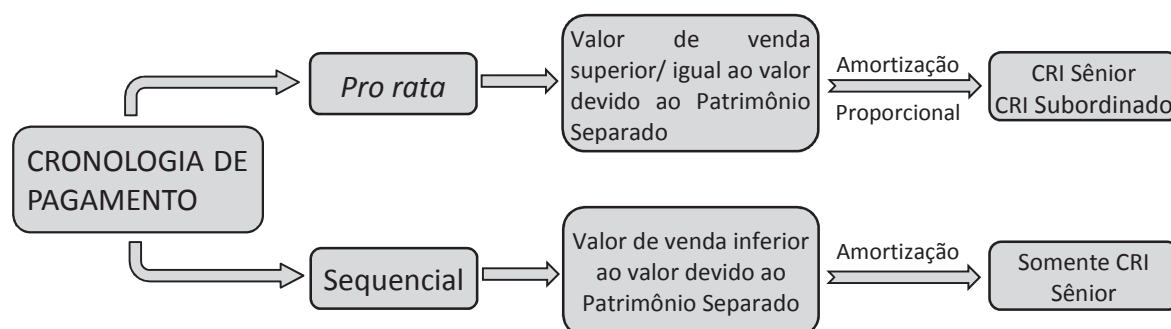 CRONOLOGIA DE
PAGAMENTO
Pro rata
Valor de venda
superior/ igual ao valor
devido ao Patrimônio
Separado
Amortização
Proporcional
CRI Sênior
CRI Subordinado
Sequencial
Valor de venda inferior
ao valor devido ao
Patrimônio Separado
Amortização
Somente CRI
Sênior